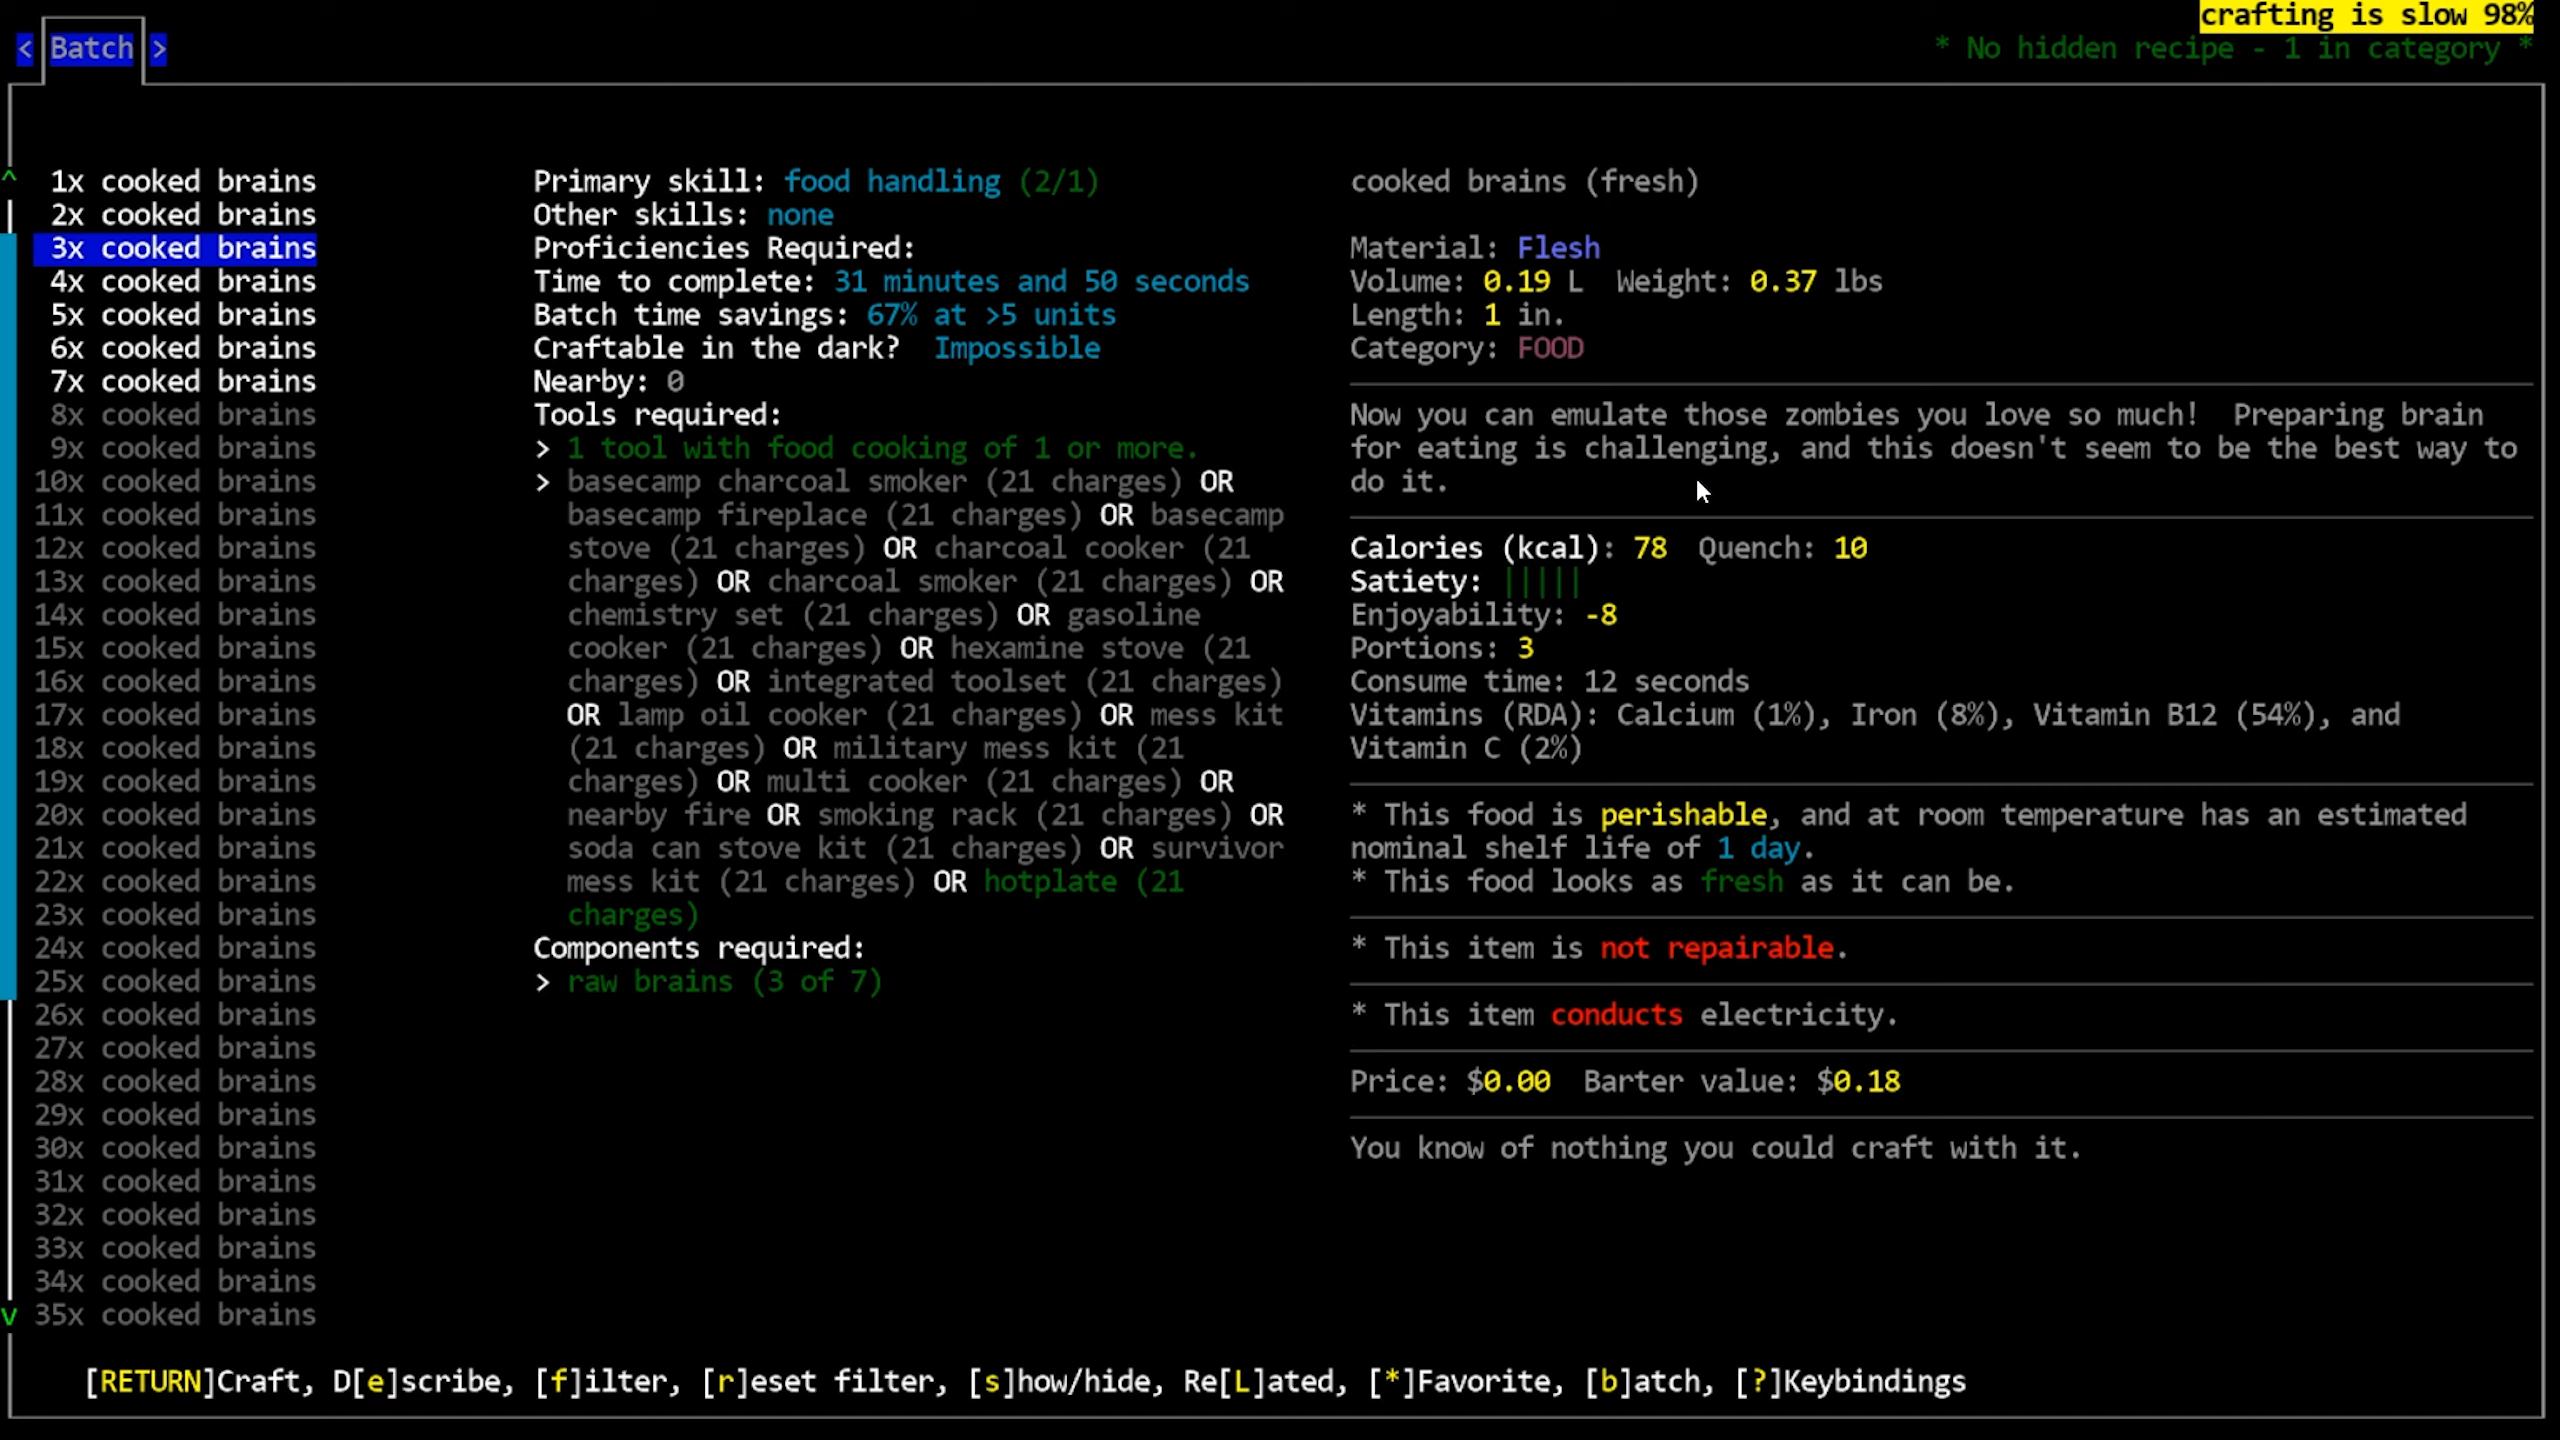 crafting is slow 98%
< Batch >
* No hidden recipe - 1 in category *
^ 1x cooked brains
2x cooked brains
3x cooked brains
4x cooked brains
5x cooked brains
6x cooked brains
7x cooked brains
8x cooked brains
9x cooked brains
10x cooked brains
11x cooked brains
12x cooked brains
13x cooked brains
14x cooked brains
15x cooked brains
16x cooked brains
17x cooked brains
18x cooked brains
19x cooked brains
20x cooked brains
21x cooked brains
22x cooked brains
23x cooked brains
24x cooked brains
25x cooked brains
26x cooked brains
27x cooked brains
28x cooked brains
29x cooked brains
30x cooked brains
31x cooked brains
32x cooked brains
33x cooked brains
34x cooked brains
v 35x cooked brains
Primary skill: food handling (2/1)
Other skills: none
Proficiencies Required:
Time to complete: 31 minutes and 50 seconds
Batch time savings: 67% at >5 units
Craftable in the dark? Impossible
Nearby: 0
Tools required:
> 1 tool with food cooking of 1 or more.
> basecamp charcoal smoker (21 charges) OR
basecamp fireplace (21 charges) OR basecamp
stove (21 charges) OR charcoal cooker (21
charges) OR charcoal smoker (21 charges) OR
chemistry set (21 charges) OR gasoline
cooker (21 charges) OR hexamine stove (21
charges) OR integrated toolset (21 charges)
OR lamp oil cooker (21 charges) OR mess kit
(21 charges) OR military mess kit (21
charges) OR multi cooker (21 charges) OR
nearby fire OR smoking rack (21 charges) OR
soda can stove kit (21 charges) OR survivor
mess kit (21 charges) OR hotplate (21
charges)
Components required:
> raw brains (3 of 7)
cooked brains (fresh)
Material: Flesh
Volume: 0.19 L Weight: 0.37 lbs
Length: 1 in.
Category: FOOD
Now you can emulate those zombies you love so much! Preparing brain
for eating is challenging, and this doesn't seem to be the best way to
do it.
Calories (kcal): 78 Quench: 10
Satiety: |||||
Enjoyability: -8
Portions: 3
Consume time: 12 seconds
Vitamins (RDA): Calcium (1%), Iron (8%), Vitamin B12 (54%), and
Vitamin C (2%)
* This food is perishable, and at room temperature has an estimated
nominal shelf life of 1 day.
* This food looks as fresh as it can be.
* This item is not repairable.
* This item conducts electricity.
Price: $0.00 Barter value: $0.18
You know of nothing you could craft with it.
[RETURN]Craft, D[e]scribe, [f]ilter, [r]eset filter, [s]how/hide, Re[L]ated, [*]Favorite, [b]atch, [?]Keybindings